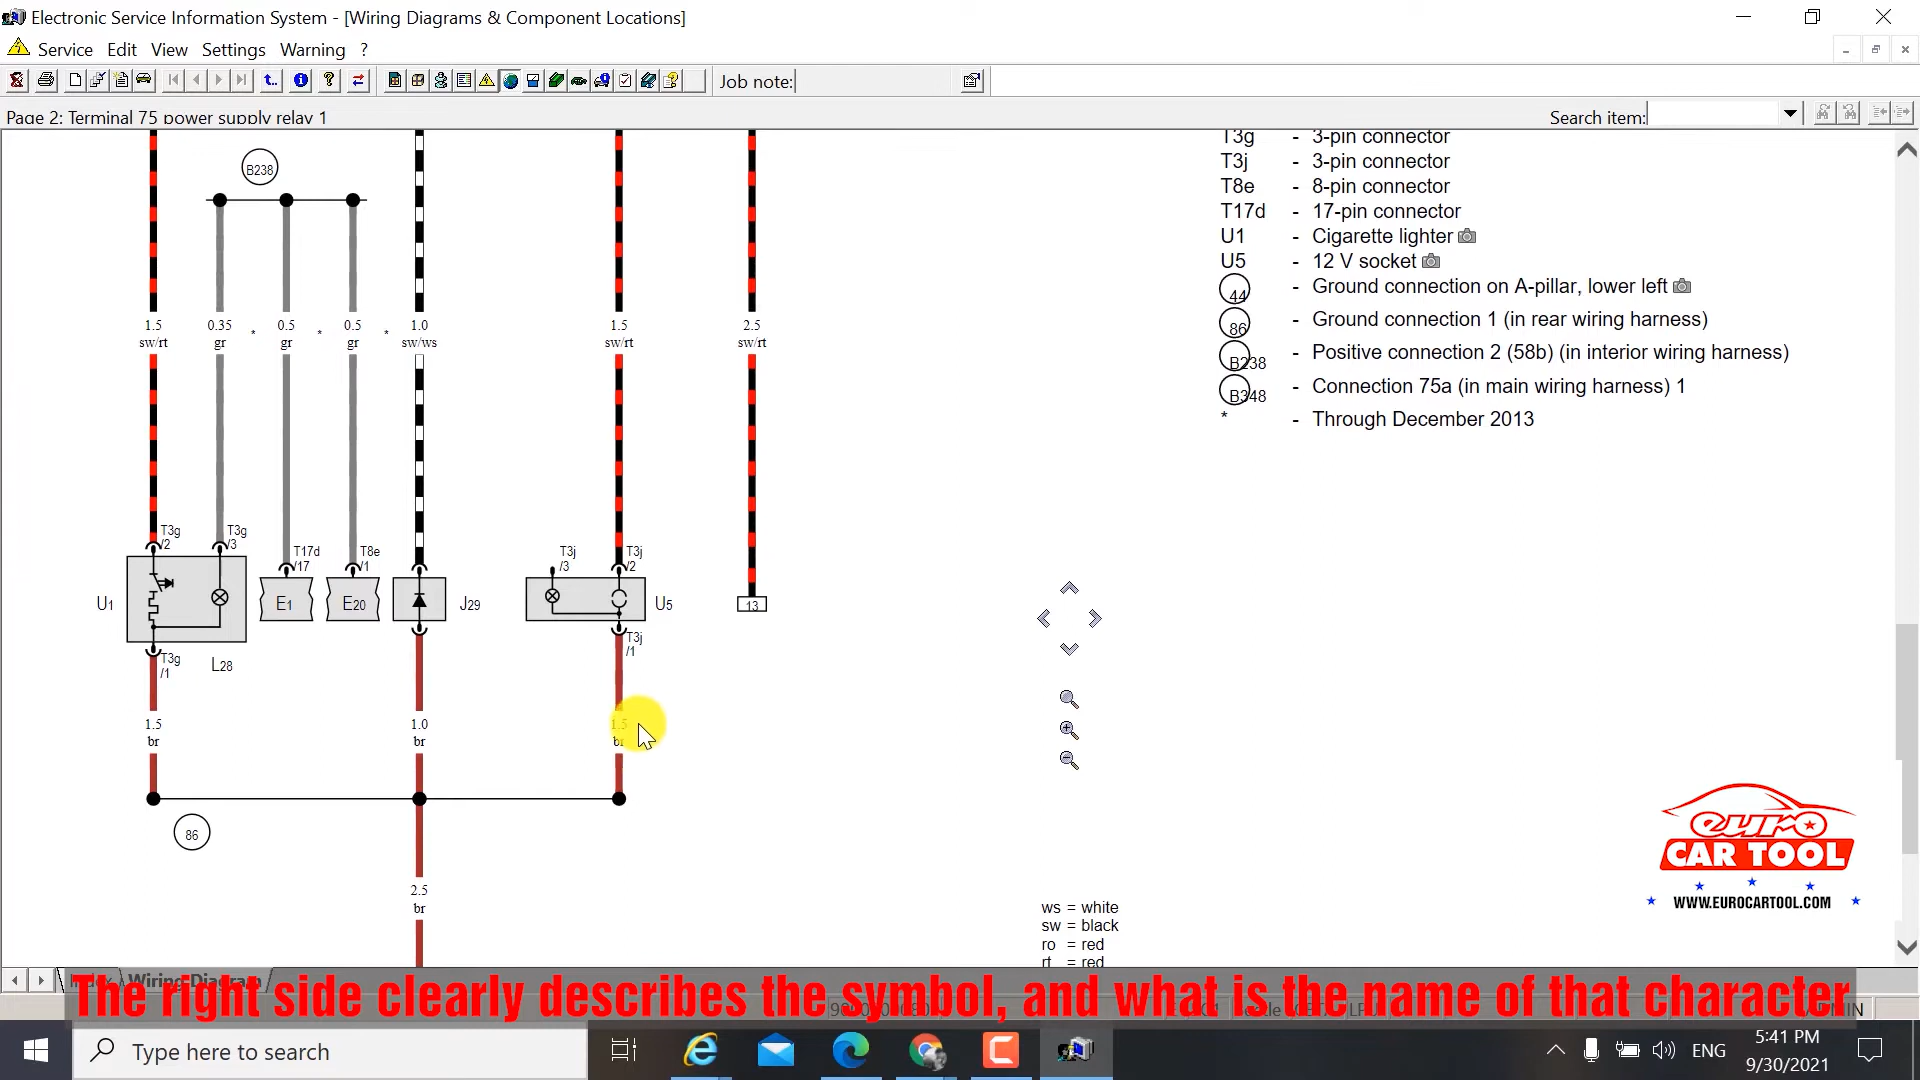 Electronic Service Information System - [Wiring Diagrams & Component Locations]
Service Edit View Settings Warning ?
Job note:
Page 2: Terminal 75 power supply relay 1
Search item:
B238
1.5 0.35 0.5 0.5 1.0 1.5 2.5
sw/rt gr * gr * gr * sw/ws sw/rt sw/rt
T3g /2
T3g /3
T17d /17
T8e /1
T3j /3
T3j /2
U1
E1
E20
J29
U5
13
T3g /1
L28
T3j /1
1.5 1.0 1.5
br br br
86
2.5
br
T3g - 3-pin connector
T3j - 3-pin connector
T8e - 8-pin connector
T17d - 17-pin connector
U1 - Cigarette lighter
U5 - 12 V socket
44 - Ground connection on A-pillar, lower left
86 - Ground connection 1 (in rear wiring harness)
B238 - Positive connection 2 (58b) (in interior wiring harness)
B348 - Connection 75a (in main wiring harness) 1
* - Through December 2013
ws = white
sw = black
ro = red
rt = red
euro
CAR TOOL
WWW.EUROCARTOOL.COM
Index Wiring Diagram
The right side clearly describes the symbol, and what is the name of that character
Type here to search
ENG
5:41 PM
9/30/2021